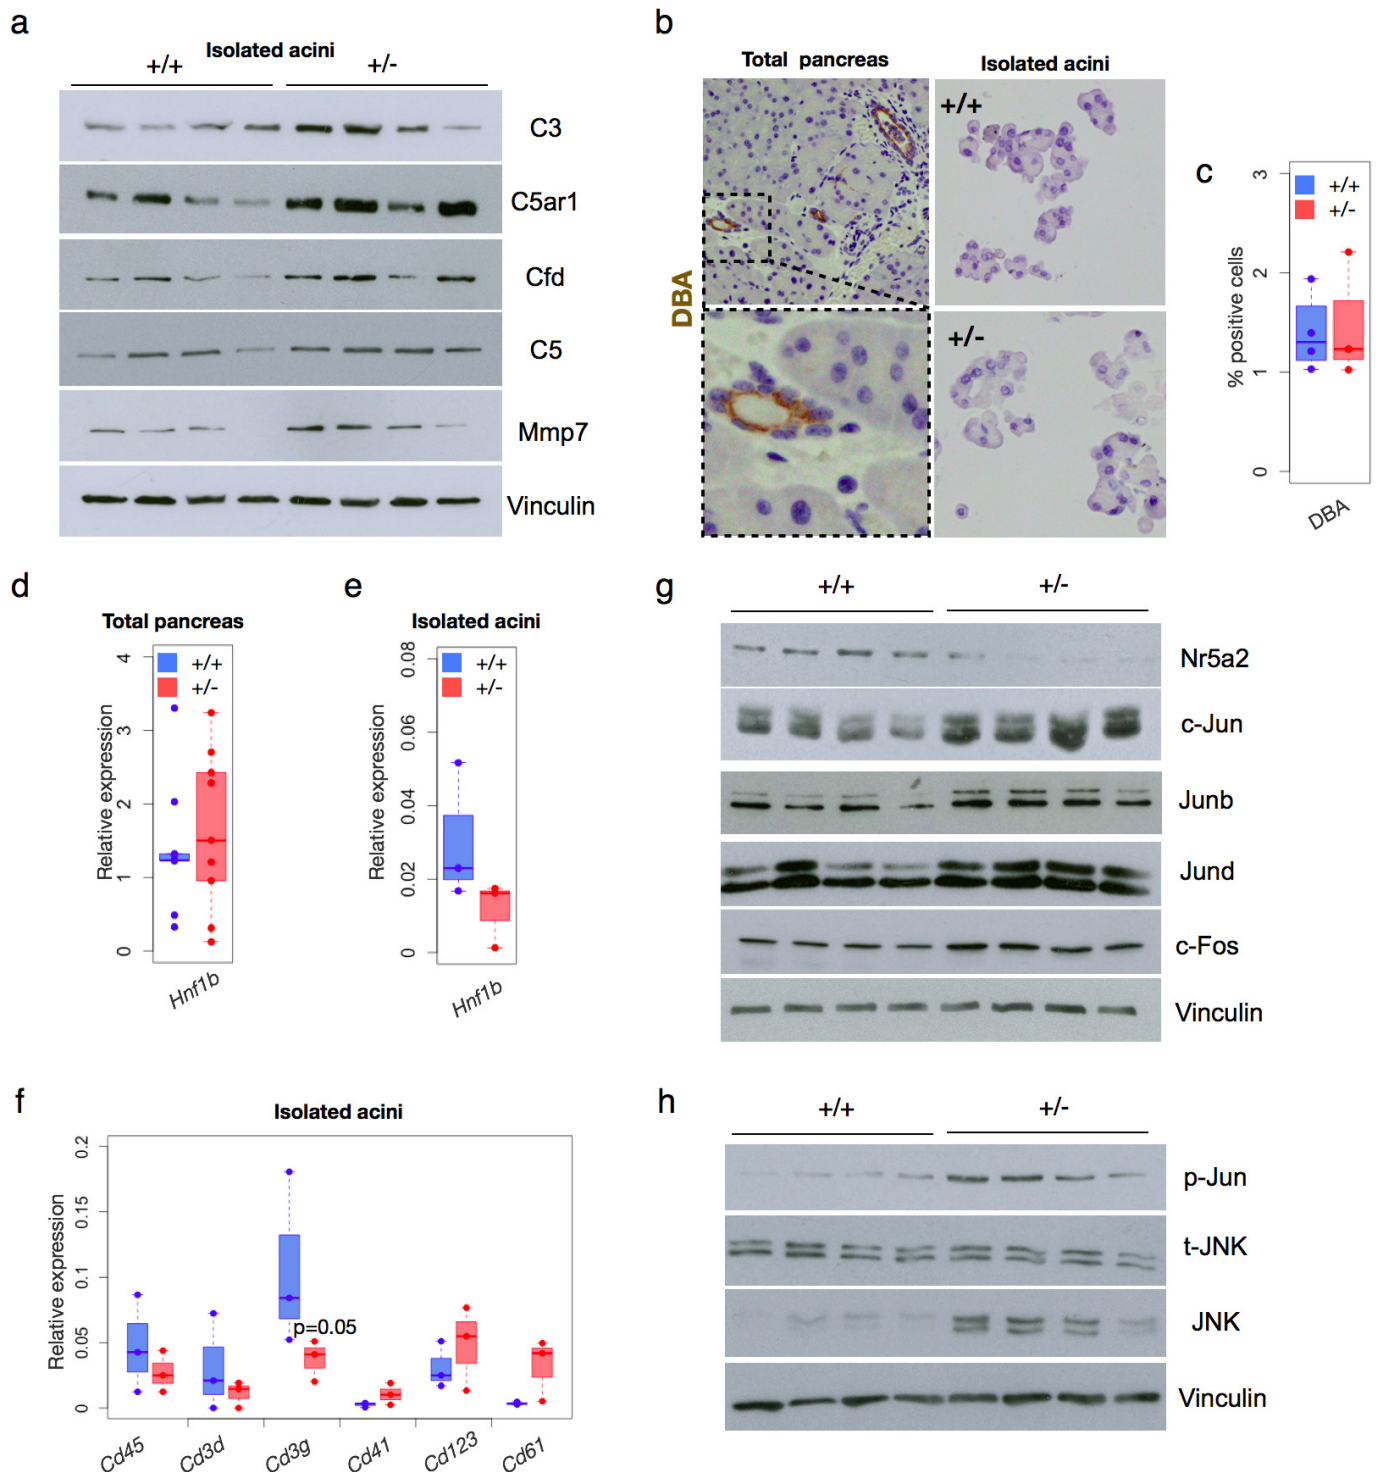 a
Isolated acini
+/+
+/-
C3
C5ar1
Cfd
C5
Mmp7
Vinculin
b
Total pancreas
Isolated acini
DBA
+/+
+/-
c
% positive cells
3
2
1
0
+/+
+/-
DBA
d
Total pancreas
Relative expression
4
3
2
1
0
+/+
+/-
Hnf1b
e
Isolated acini
Relative expression
0.08
0.06
0.04
0.02
0
+/+
+/-
Hnf1b
g
+/+
+/-
Nr5a2
c-Jun
Junb
Jund
c-Fos
Vinculin
f
Isolated acini
Relative expression
0.2
0.15
0.1
0.05
0
p=0.05
Cd45
Cd3d
Cd39
Cd41
Cd123
Cd61
h
+/+
+/-
p-Jun
t-JNK
JNK
Vinculin